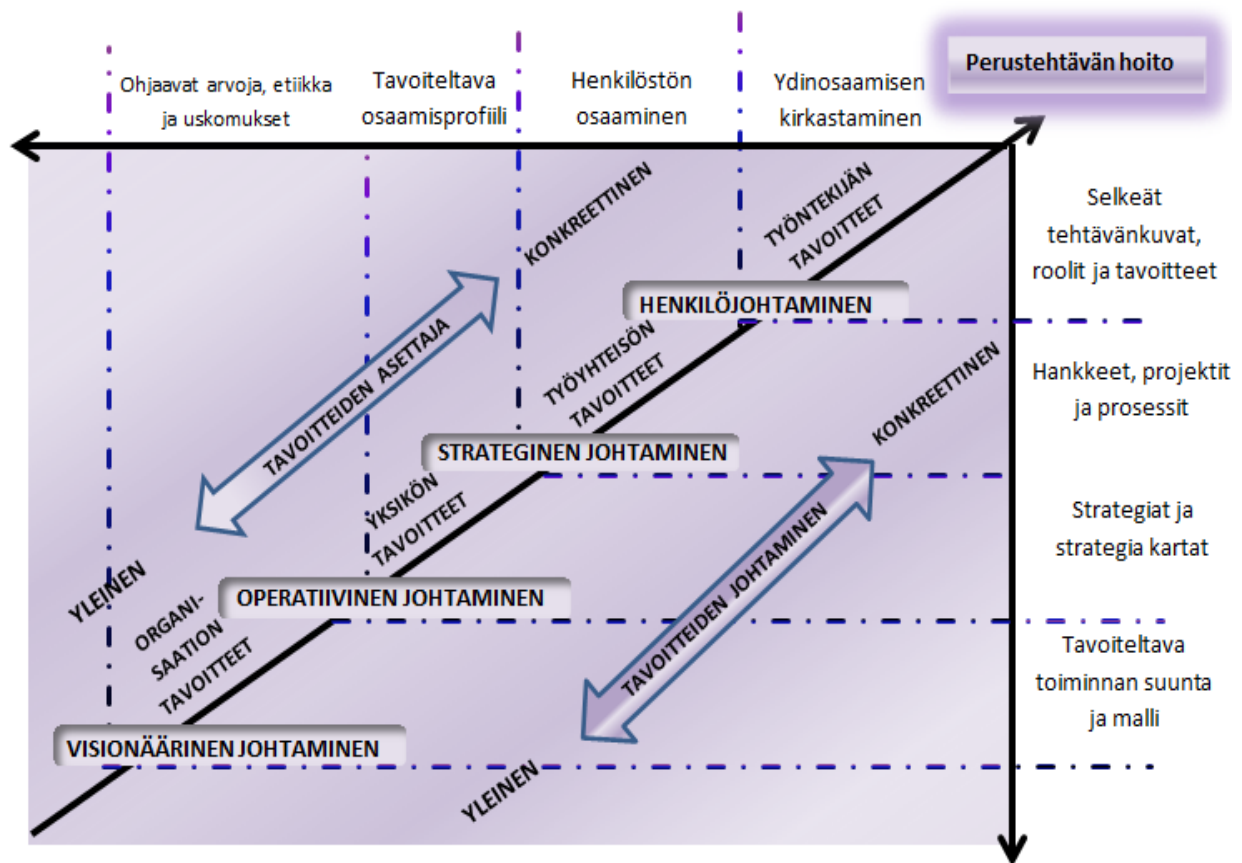 Ohjaavat arvoja, etiikka
ja uskomukset
Tavoiteltava
osaamisprofiili
Henkilöstön
osaaminen
Ydinosaamisen
kirkastaminen
Perustehtävän hoito
KONKREETTINEN
TAVOITTEIDEN ASETTAJA
YLEINEN
TYÖNTEKIJÄN
TAVOITTEET
HENKILÖJOHTAMINEN
TYÖYHTEISÖN
TAVOITTEET
STRATEGINEN JOHTAMINEN
YKSIKÖN
TAVOITTEET
OPERATIIVINEN JOHTAMINEN
ORGANI-
SAATION
TAVOITTEET
VISIONÄÄRINEN JOHTAMINEN
KONKREETTINEN
TAVOITTEIDEN JOHTAMINEN
YLEINEN
Selkeät
tehtävänkuvat,
roolit ja tavoitteet
Hankkeet, projektit
ja prosessit
Strategiat ja
strategia kartat
Tavoiteltava
toiminnan suunta
ja malli